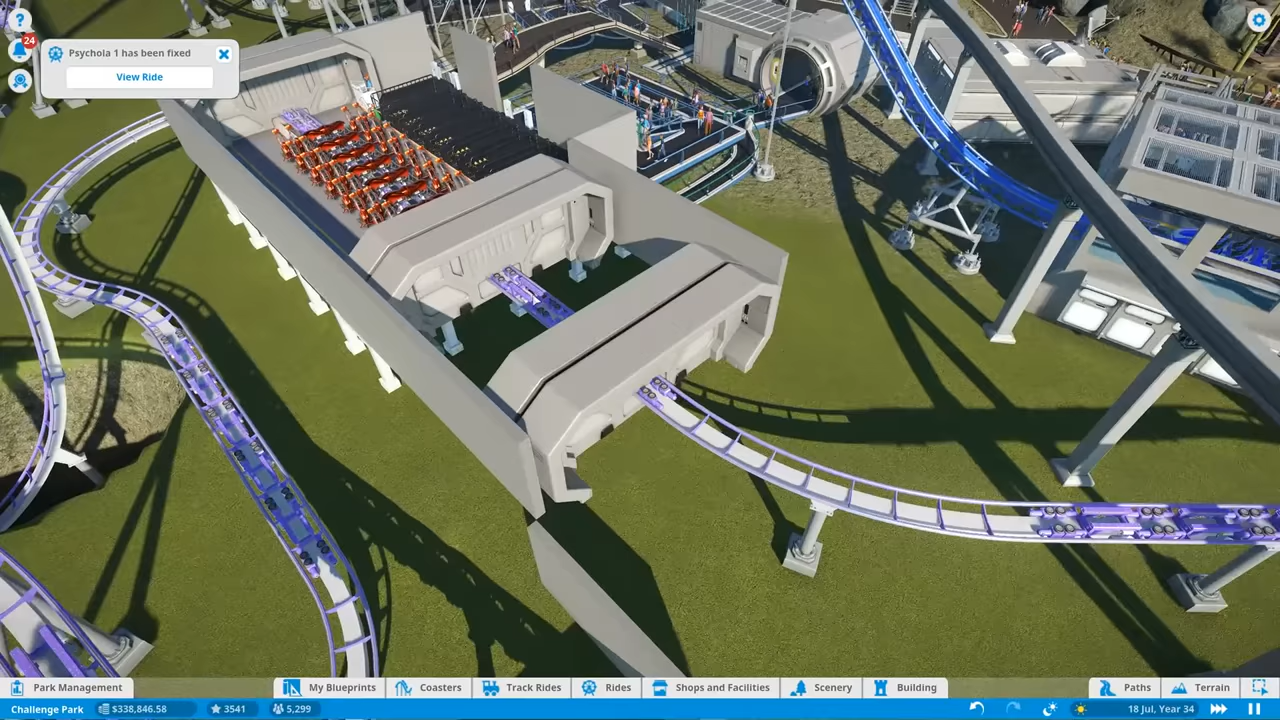 ?
24
Psychola 1 has been fixed
View Ride
Park Management
My Blueprints
Coasters
Track Rides
Rides
Shops and Facilities
Scenery
Building
Paths
Terrain
Challenge Park
$338,846.58
3541
5,299
18 Jul, Year 34